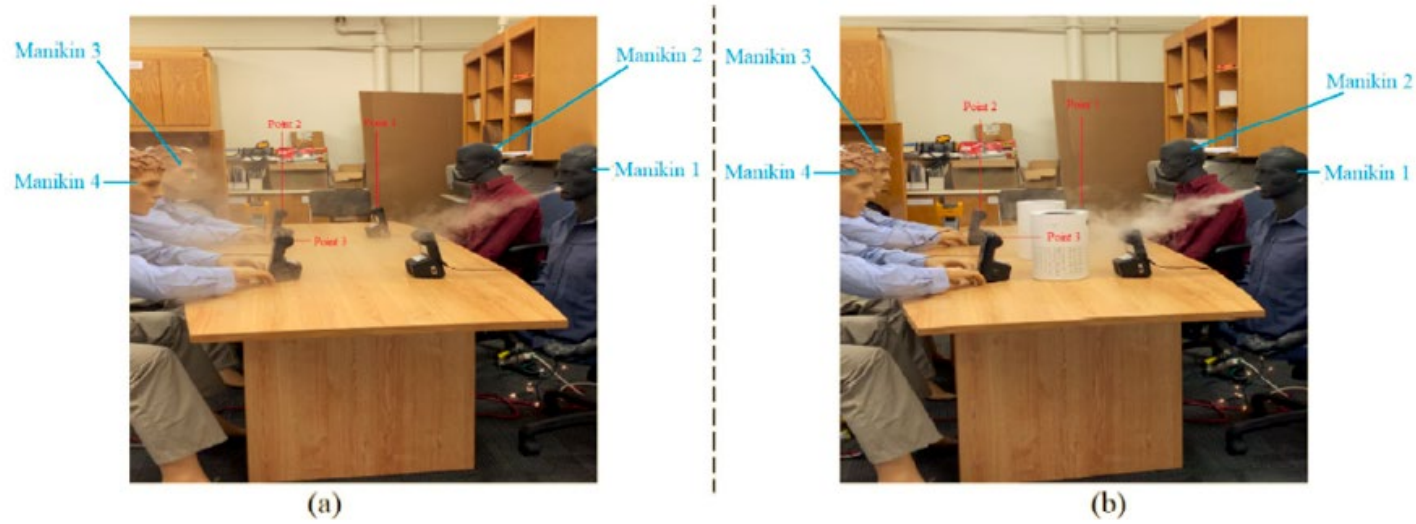 Manikin 3
Manikin 2
Point 2
Point 1
Manikin 4
Manikin 1
Point 3
(a)
Manikin 3
Manikin 2
Point 2
Point 1
Manikin 4
Manikin 1
Point 3
(b)